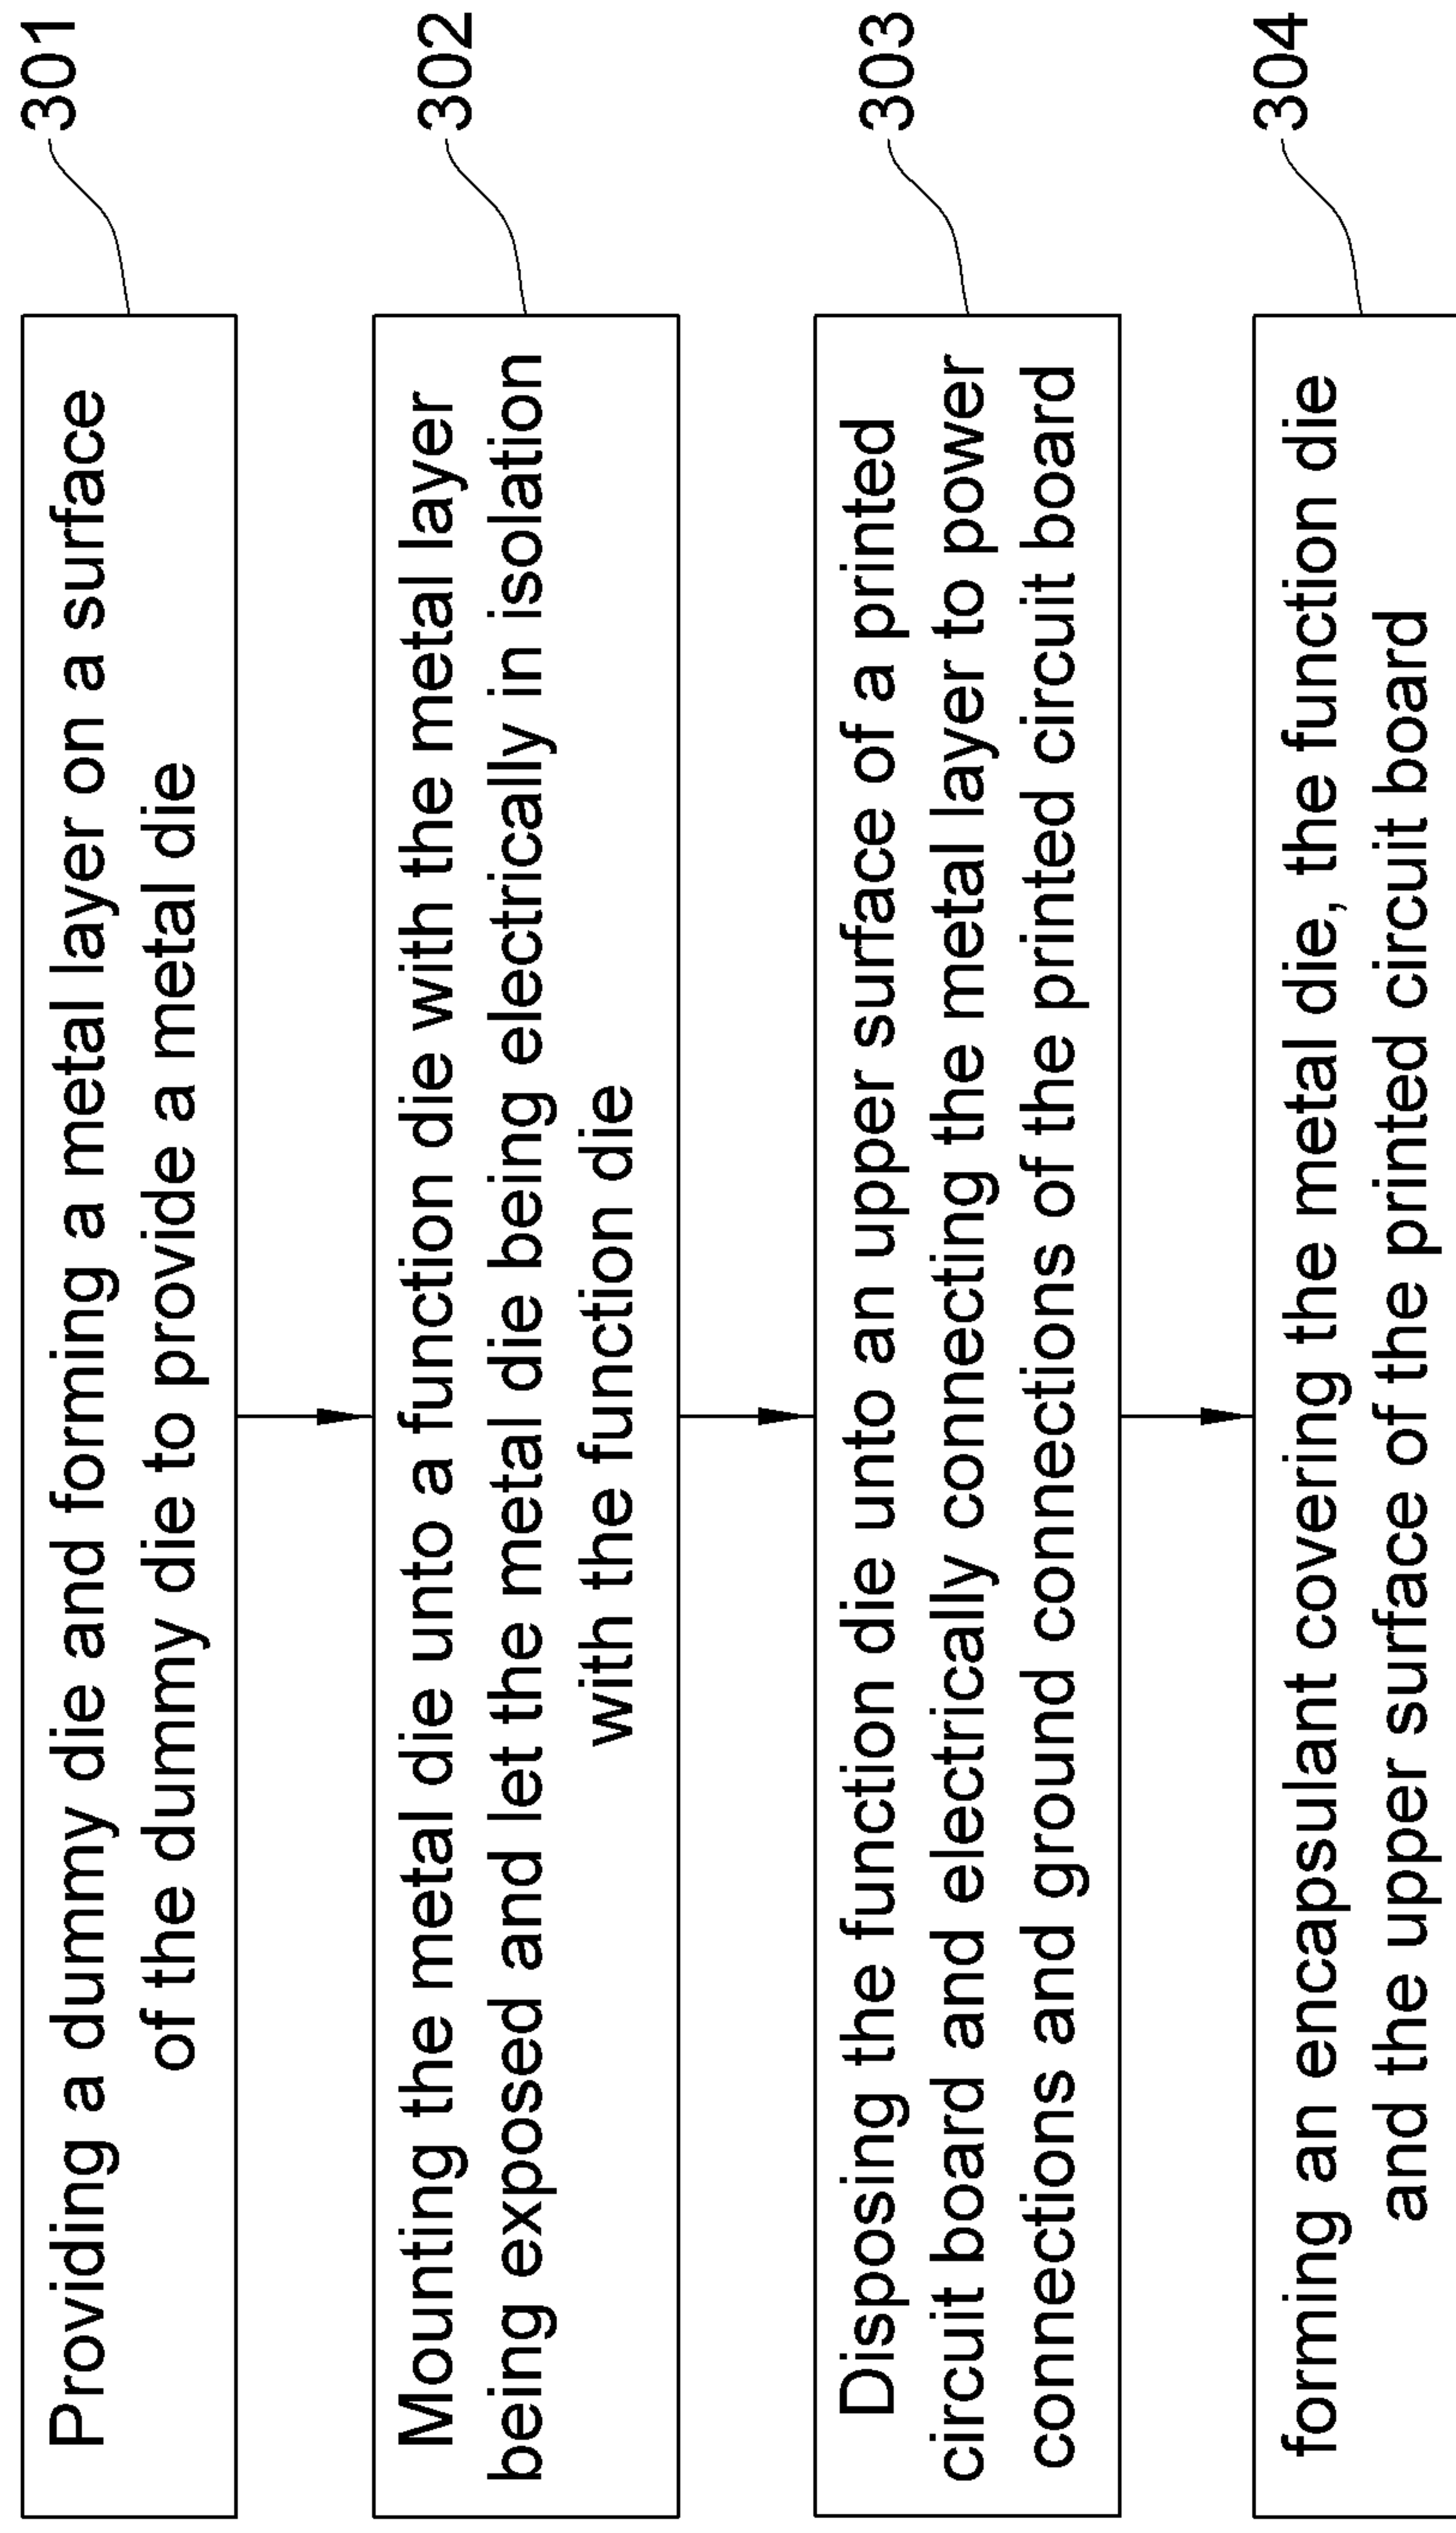 Providing a dummy die and forming a metal layer on a surface
of the dummy die to provide a metal die
301
Mounting the metal die unto a function die with the metal layer
being exposed and let the metal die being electrically in isolation
with the function die
302
Disposing the function die unto an upper surface of a printed
circuit board and electrically connecting the metal layer to power
connections and ground connections of the printed circuit board
303
forming an encapsulant covering the metal die, the function die
and the upper surface of the printed circuit board
304